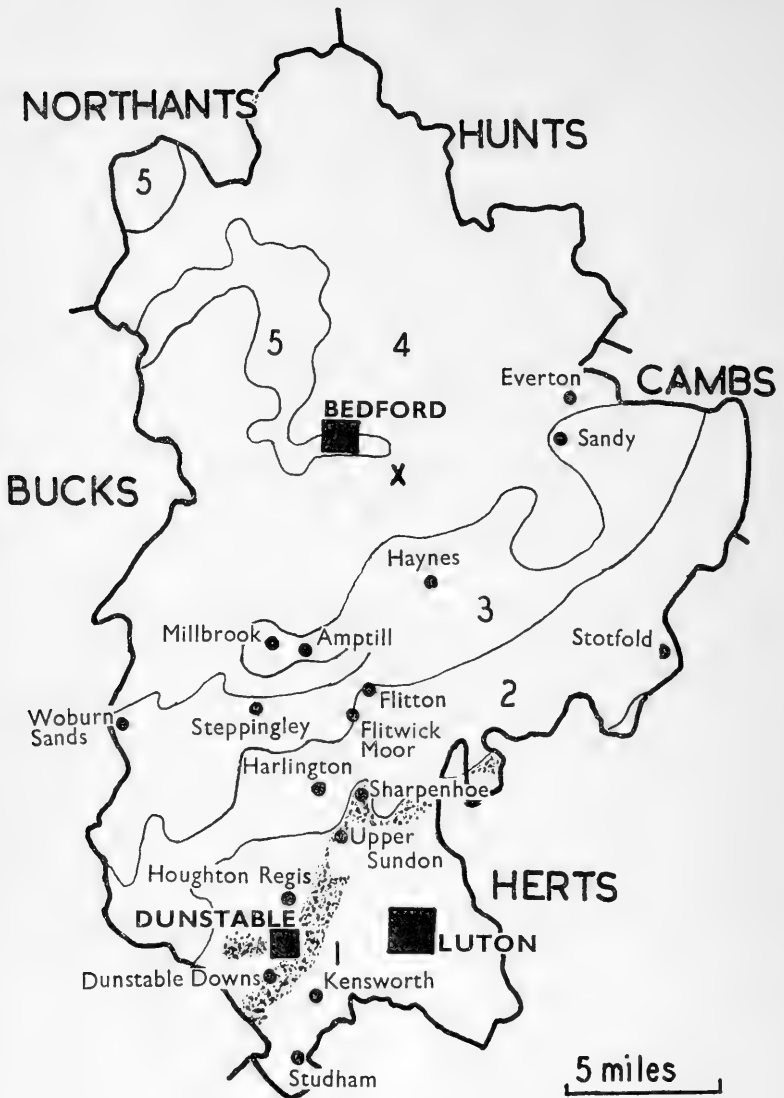 NORTHANTS
HUNTS
5
5
4
Everton
CAMBS
BEDFORD
Sandy
X
BUCKS
Haynes
3
Millbrook
Amptill
Stotfold
2
Flitton
Woburn
Sands
Steppingley
Flitwick
Moor
Harlington
Sharpenhoe
Upper
Sundon
Houghton Regis
HERTS
DUNSTABLE
LUTON
1
Dunstable Downs
Kensworth
Studham
5 miles